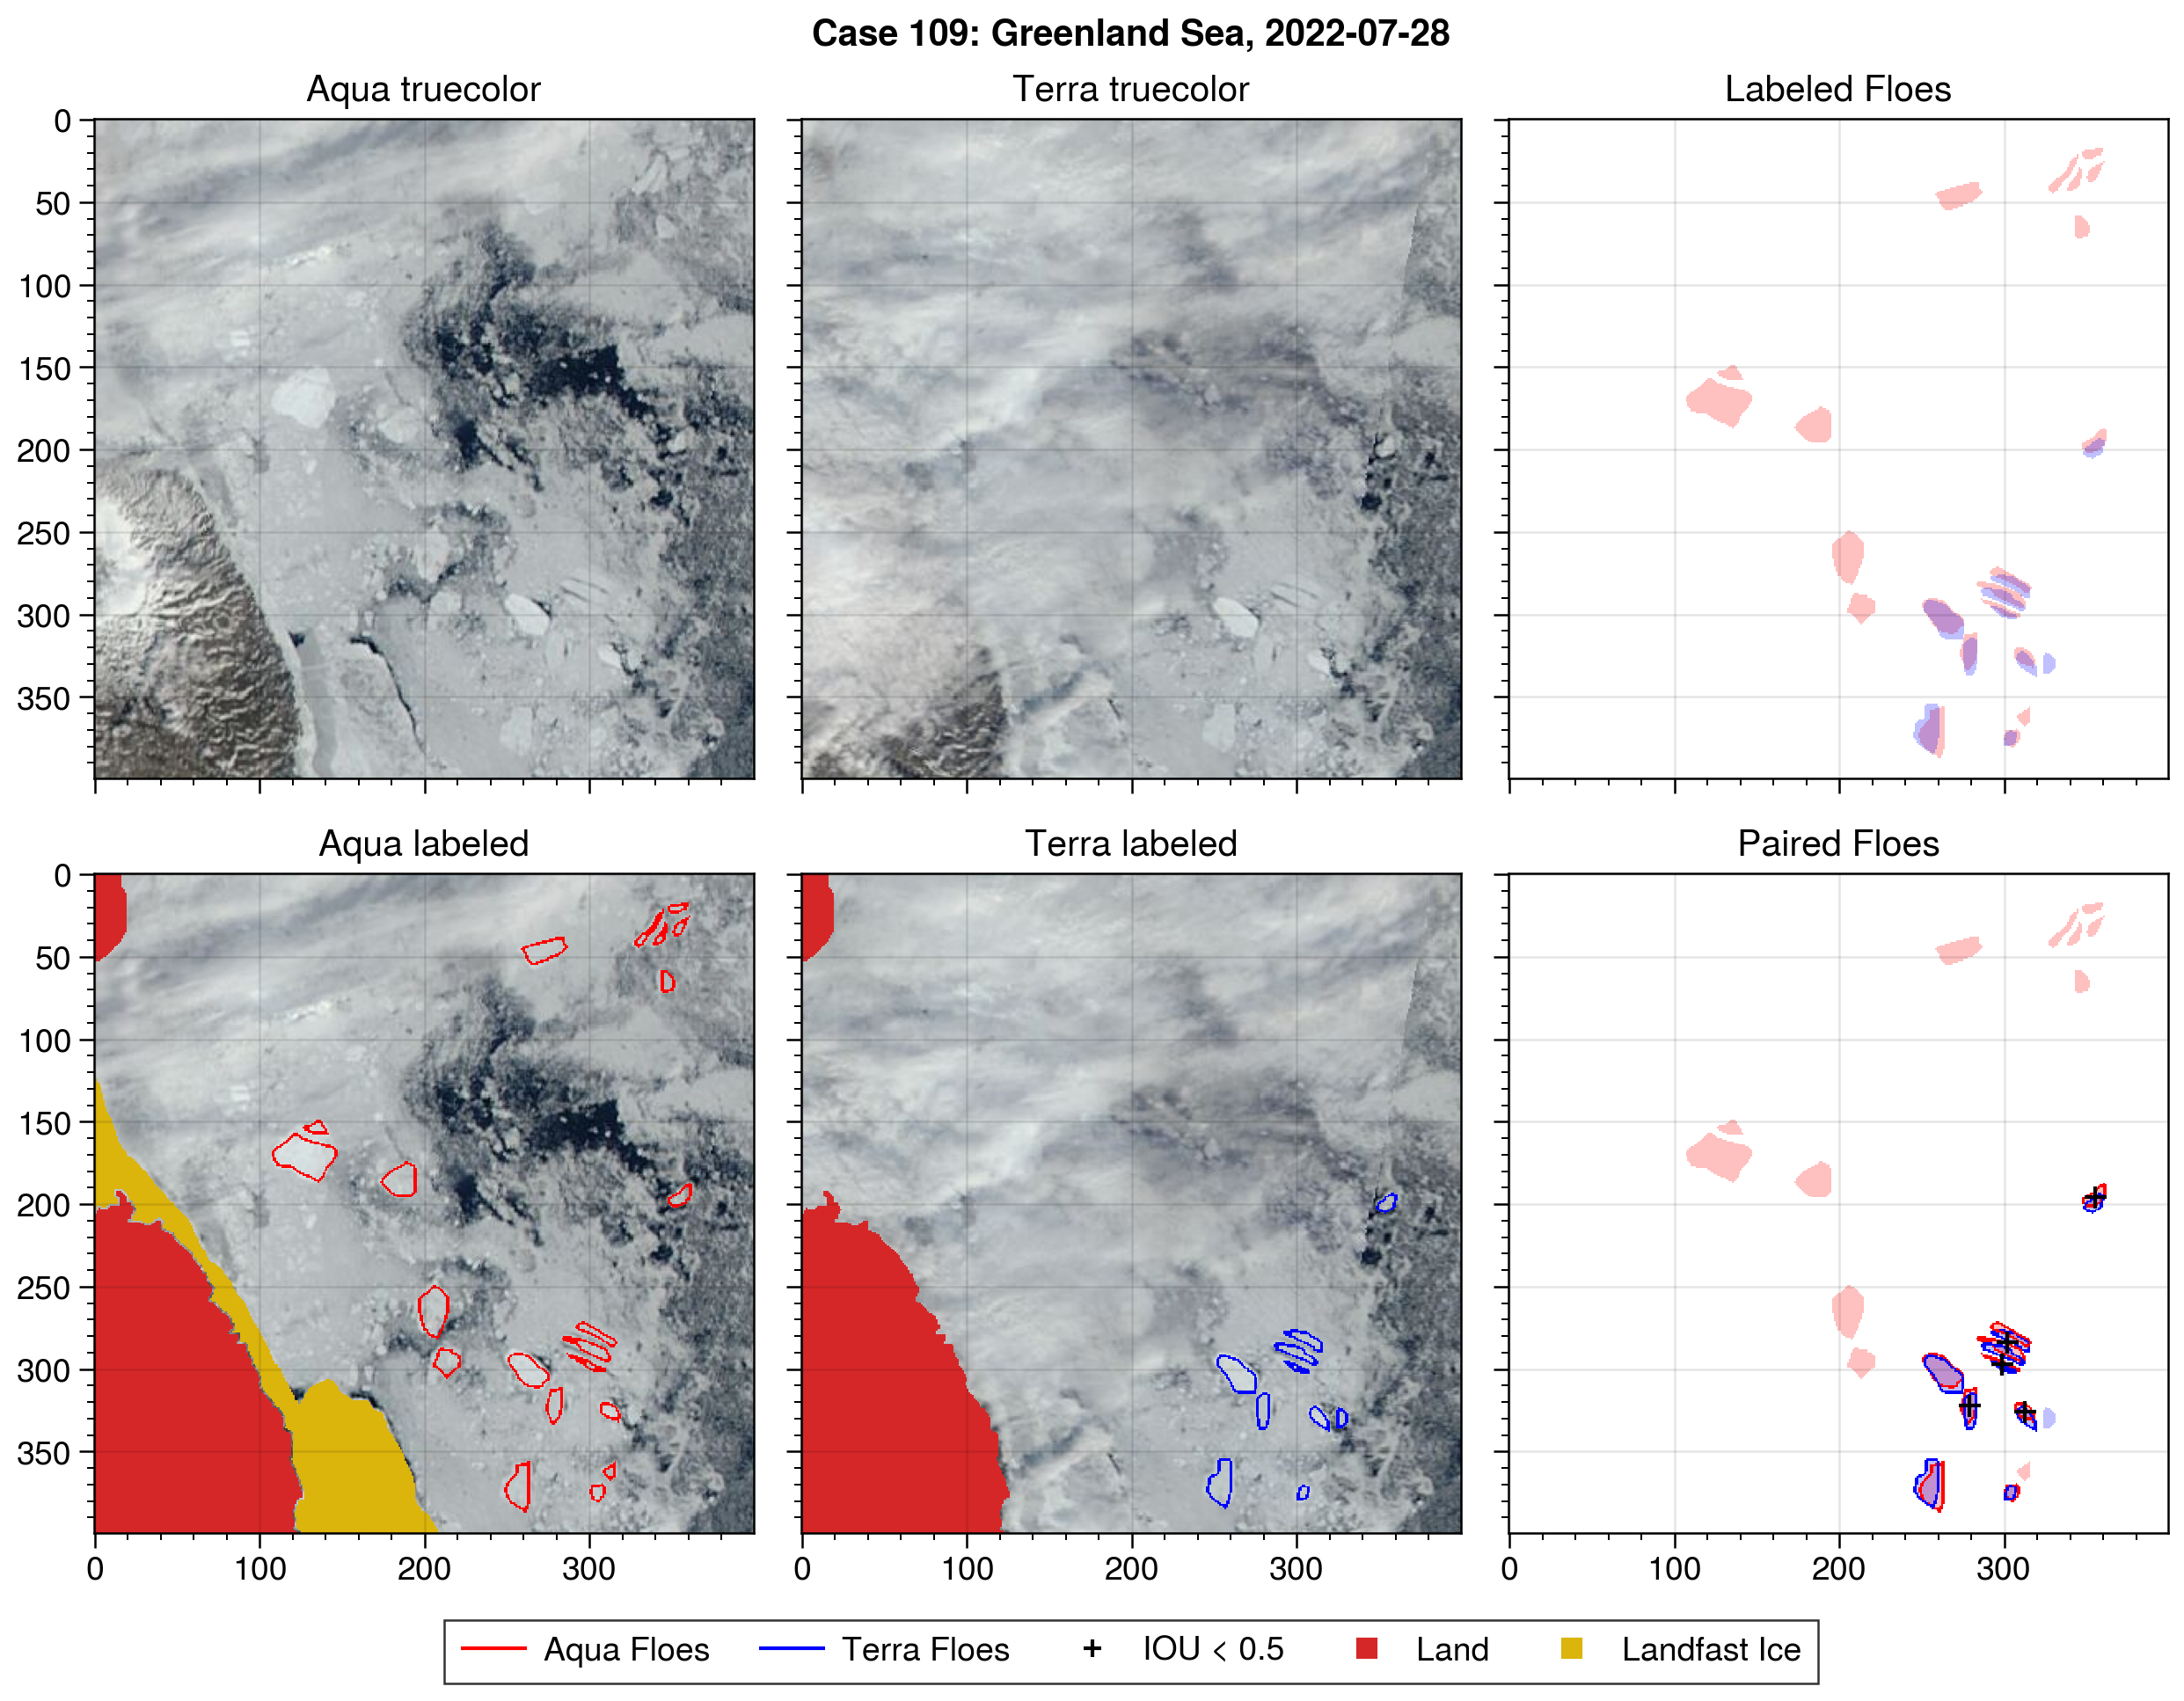 Case 109: Greenland Sea, 2022-07-28
Aqua truecolor
Terra truecolor
Labeled Floes
0
50
100
150
200
250
300
350
Aqua labeled
Terra labeled
Paired Floes
0
50
100
150
200
250
300
350
0 100 200 300
0 100 200 300
0 100 200 300
Aqua Floes
Terra Floes
IOU < 0.5
Land
Landfast Ice